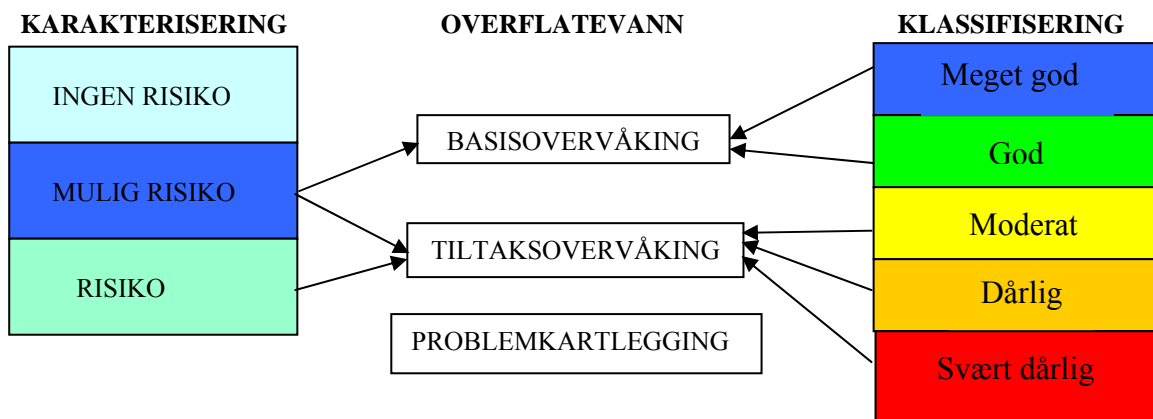 KARAKTERISERING
INGEN RISIKO
MULIG RISIKO
RISIKO
OVERFLATEVANN
BASISOVERVÅKING
TILTAKSOVERVÅKING
PROBLEMKARTLEGGING
KLASSIFISERING
Meget god
God
Moderat
Dårlig
Svært dårlig